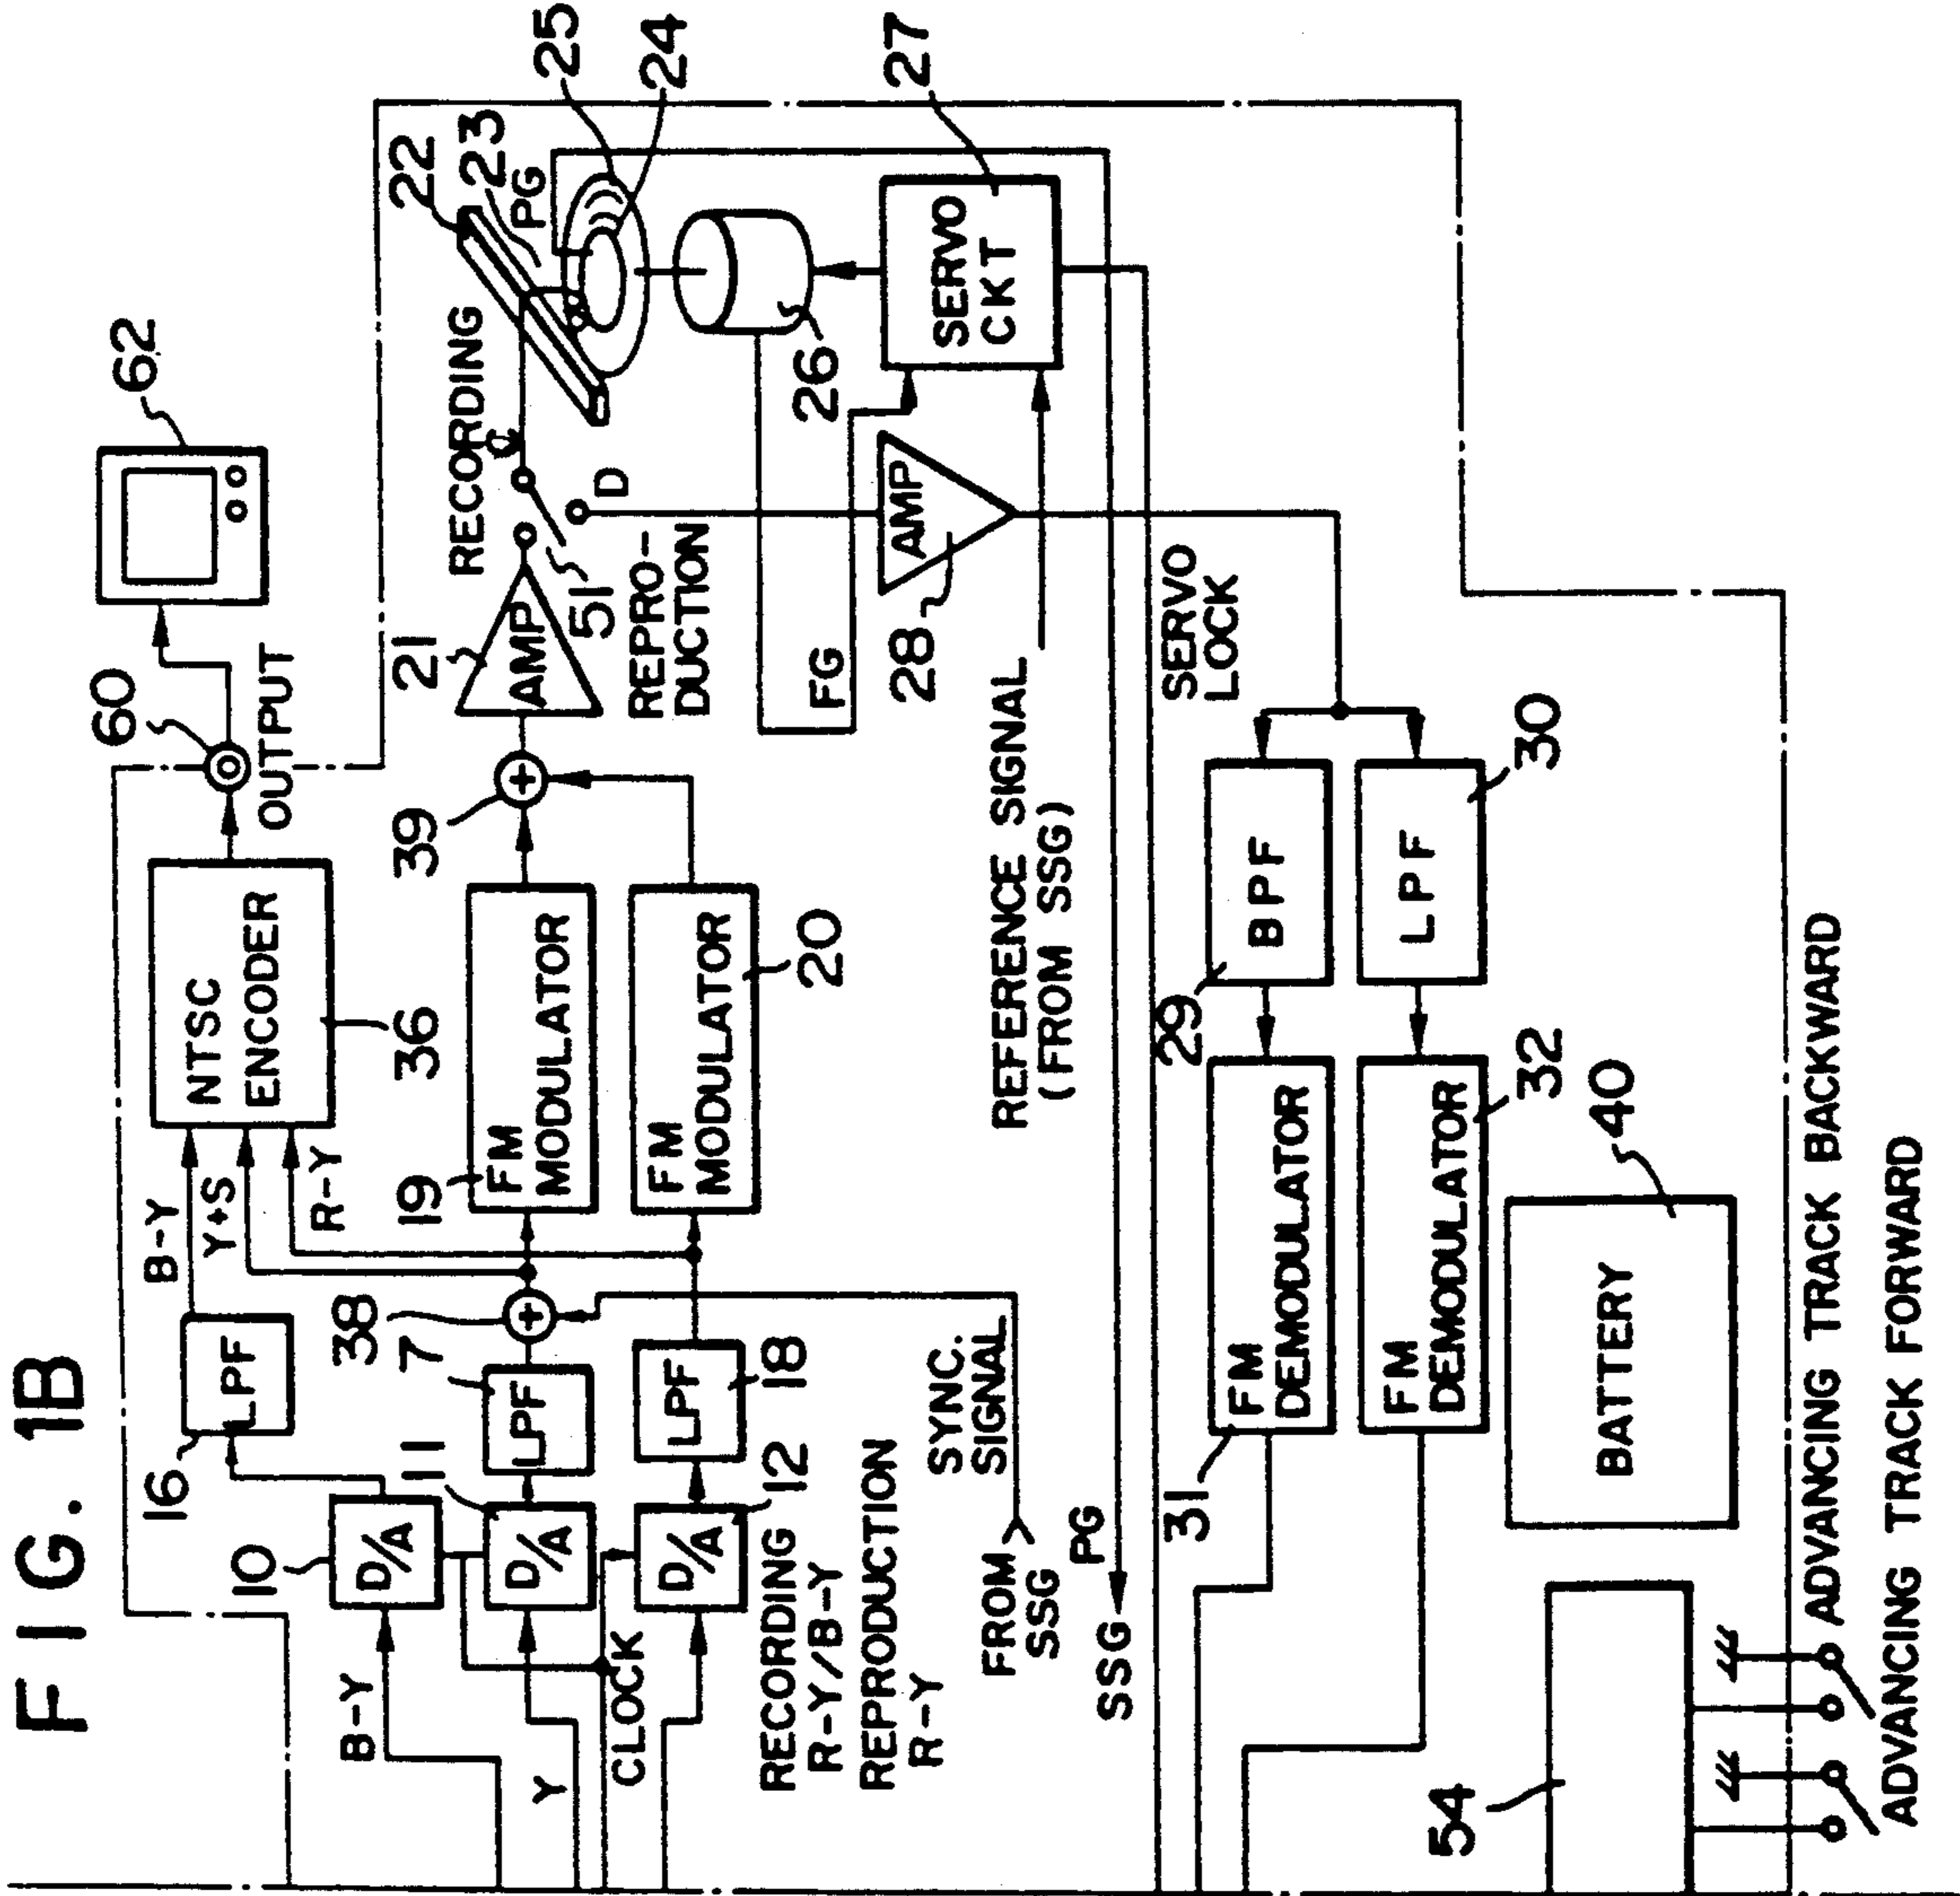 FIG. 1B
62
60
OUTPUT
NTSC
ENCODER
36
B-Y
Y+S
R-Y
LPF
16
10
D/A
B-Y
22
23
PG
25
24
RECORDING
C
D
51
REPRO-
DUCTION
21
AMP
39
FM
MODULATOR
19
FM
MODULATOR
20
38
7
LPF
11
D/A
Y
LPF
18
12
D/A
CLOCK
RECORDING
R-Y/B-Y
REPRODUCTION
R-Y
SYNC.
SIGNAL
FROM
SSG
PG
SSG
26
SERVO
CKT
27
FG
AMP
28
REFERENCE SIGNAL
(FROM SSG)
SERVO
LOCK
BPF
29
LPF
30
FM
DEMODULATOR
31
FM
DEMODULATOR
32
BATTERY
40
54
ADVANCING TRACK BACKWARD
ADVANCING TRACK FORWARD